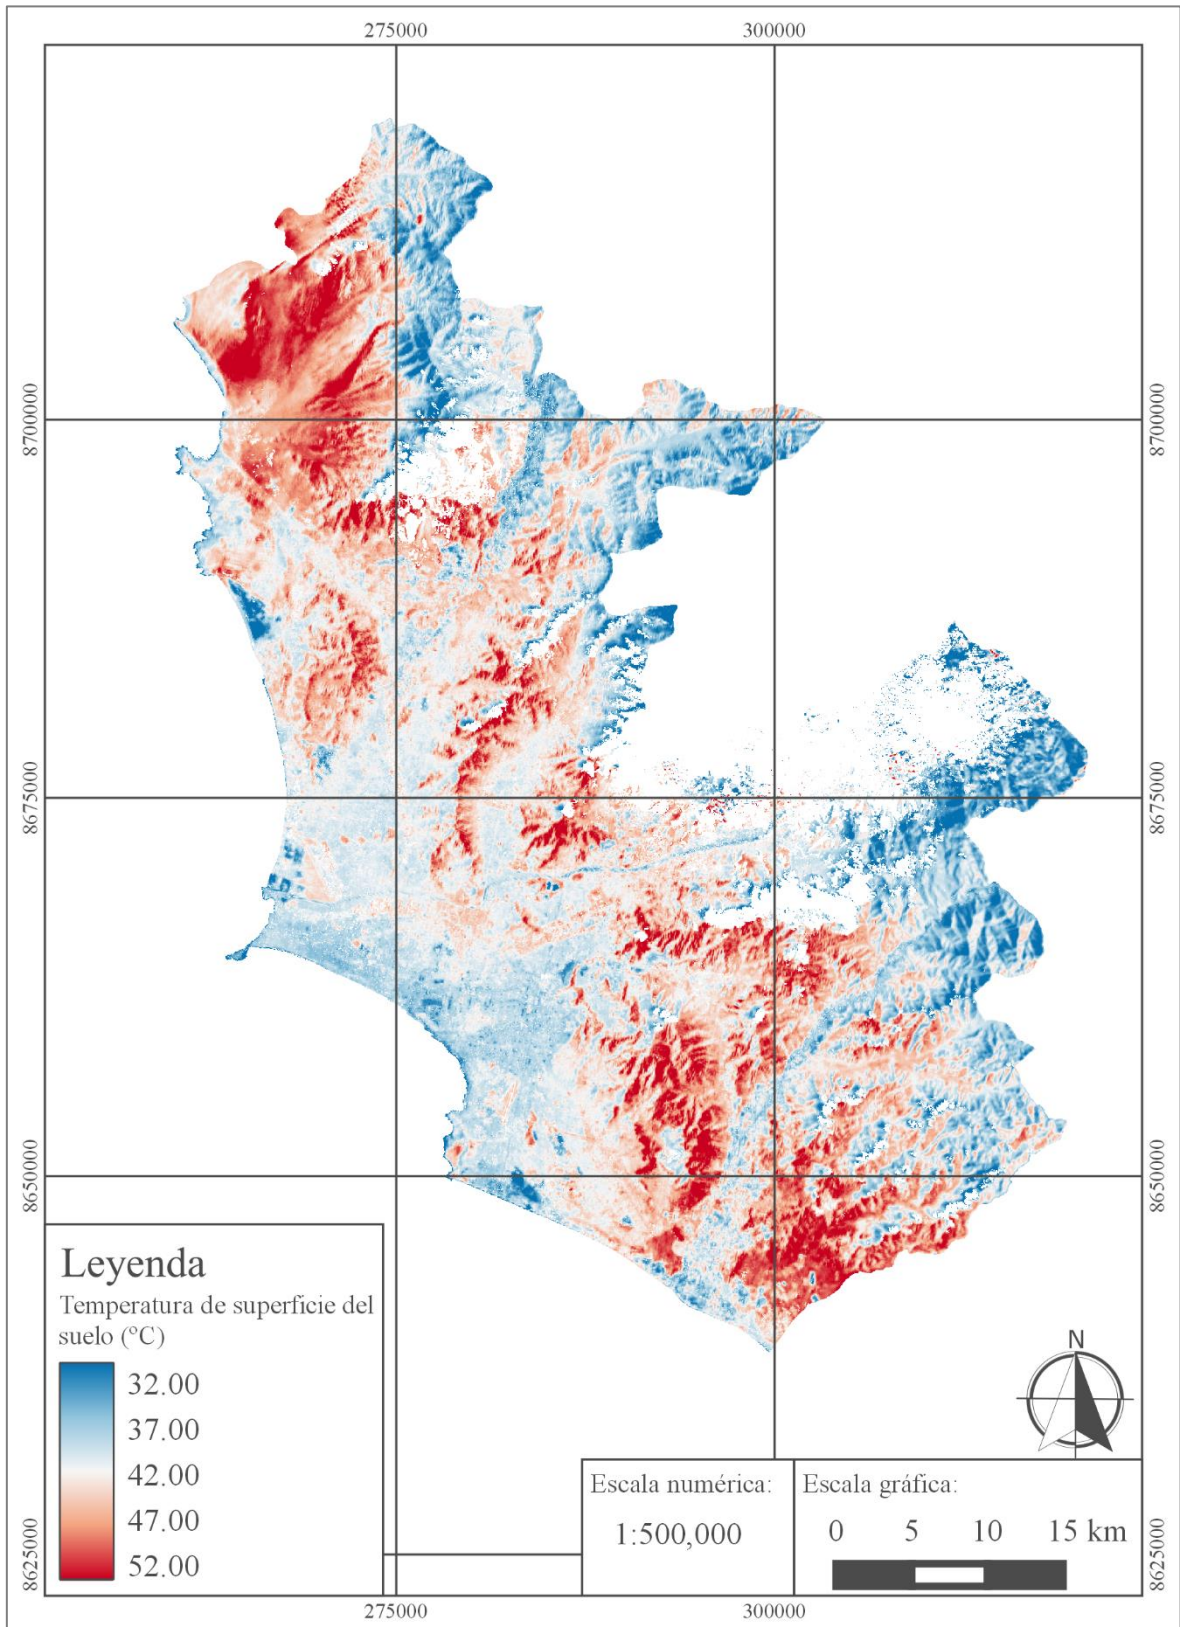 275000
300000
8700000
8700000
8675000
8675000
8650000
8650000
Leyenda
Temperatura de superficie del
suelo (°C)
32.00
37.00
42.00
47.00
52.00
N
Escala numérica:
1:500,000
Escala gráfica:
0 5 10 15 km
8625000
8625000
275000
300000